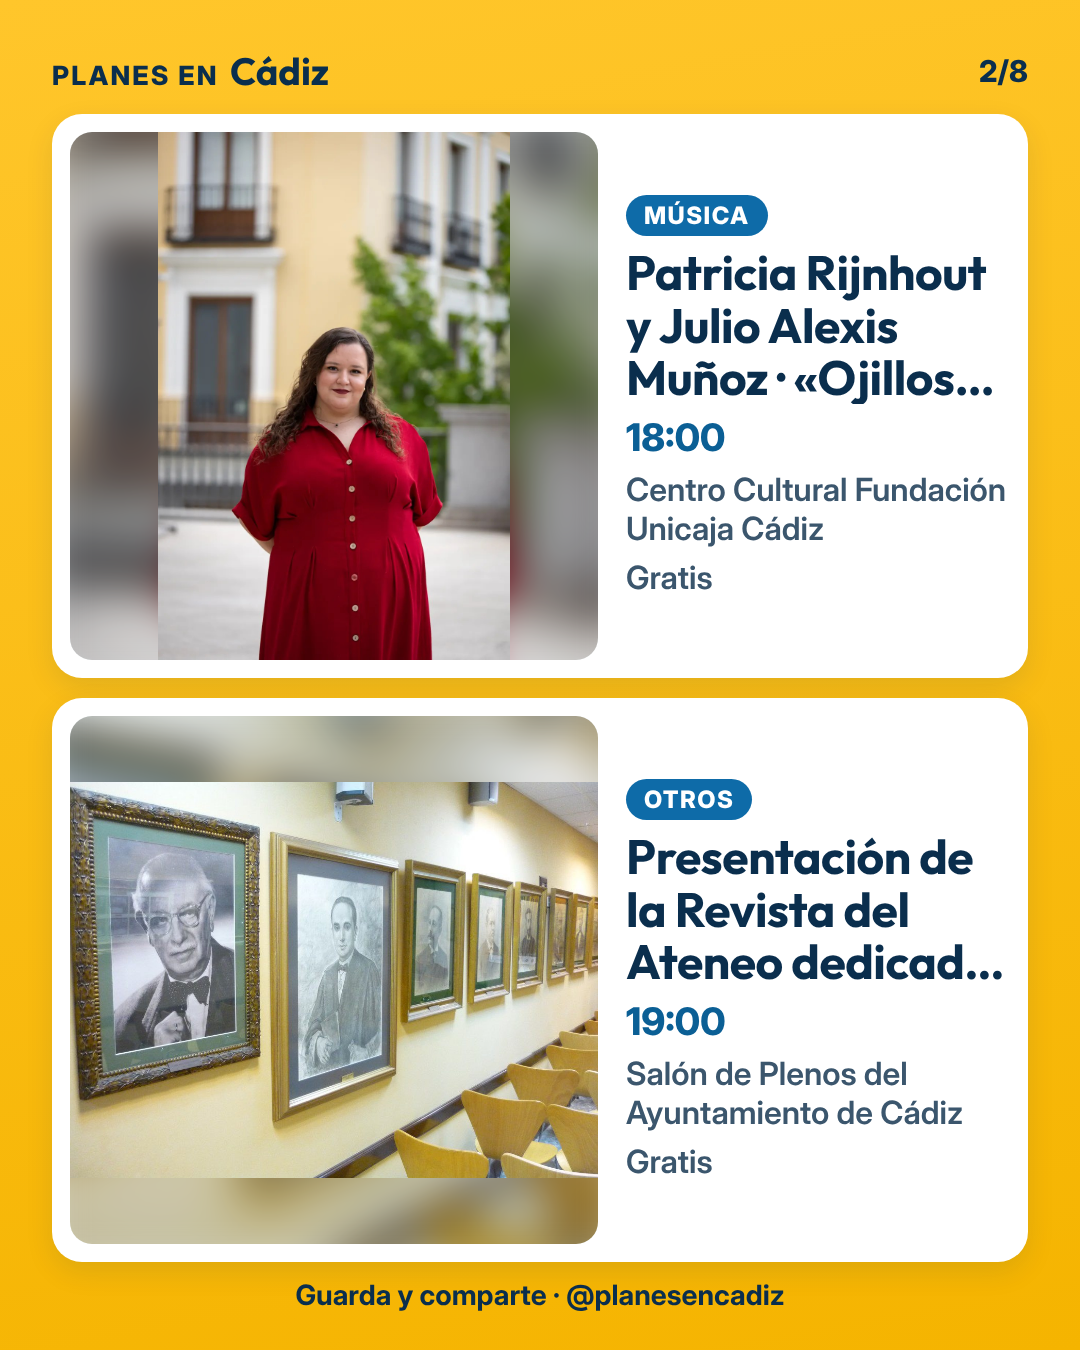 PLANES EN Cádiz
2/8
MÚSICA
Patricia Rijnhout
y Julio Alexis
Muñoz · «Ojillos...
18:00
Centro Cultural Fundación
Unicaja Cádiz
Gratis
OTROS
Presentación de
la Revista del
Ateneo dedicad...
19:00
Salón de Plenos del
Ayuntamiento de Cádiz
Gratis
Guarda y comparte · @planesencadiz